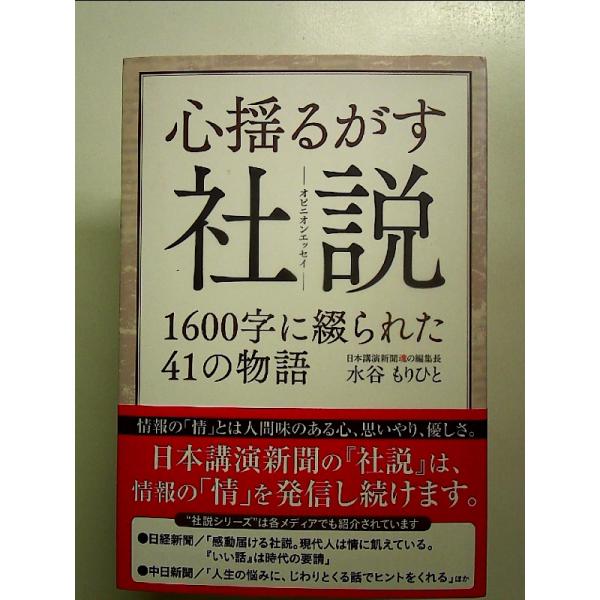 心揺るがす
社説
―オピニオンエッセイ―
1600字に綴られた
41の物語
日本講演新聞魂の編集長
水谷 もりひと
情報の「情」とは人間味のある心、思いやり、優しさ。
日本講演新聞の『社説』は、
情報の「情」を発信し続けます。
“社説シリーズ”は各メディアでも紹介されています
●日経新聞/「感動届ける社説。現代人は情に飢えている。
『いい話』は時代の要請」
●中日新聞/「人生の悩みに、じわりとくる話でヒントをくれる」ほか